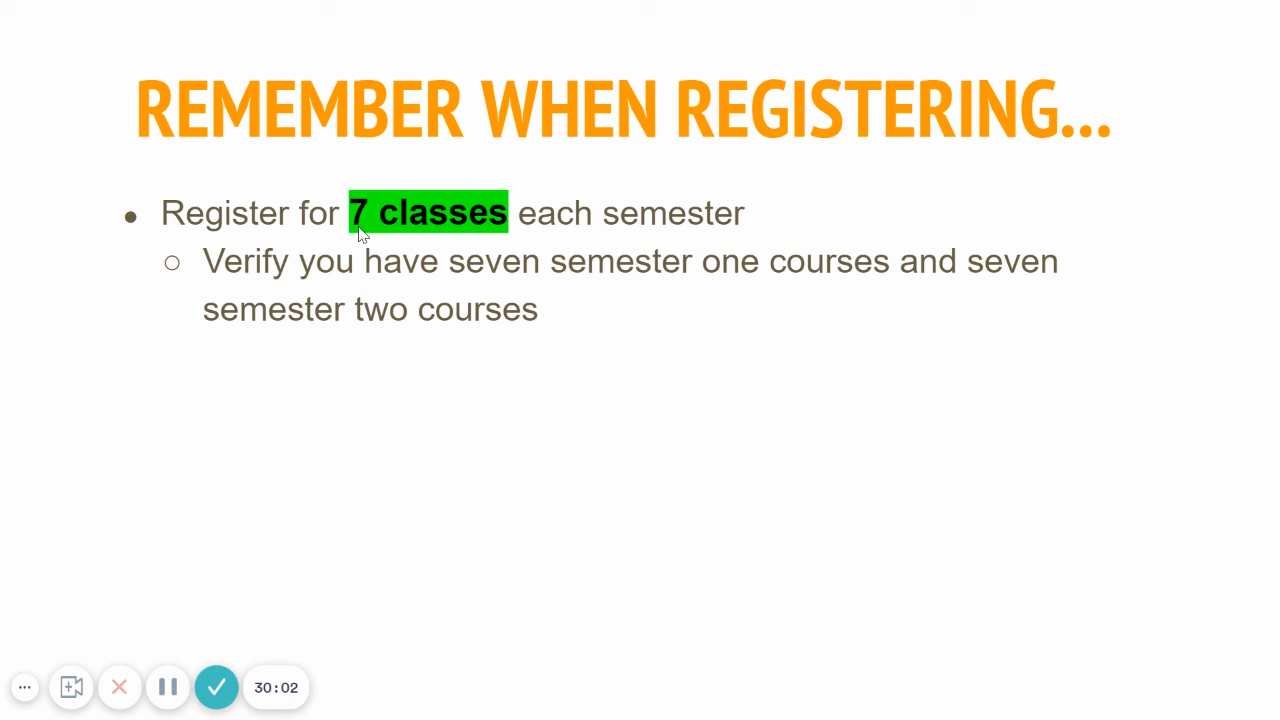 REMEMBER WHEN REGISTERING...
● Register for 7 classes each semester
○ Verify you have seven semester one courses and seven
semester two courses
30:02